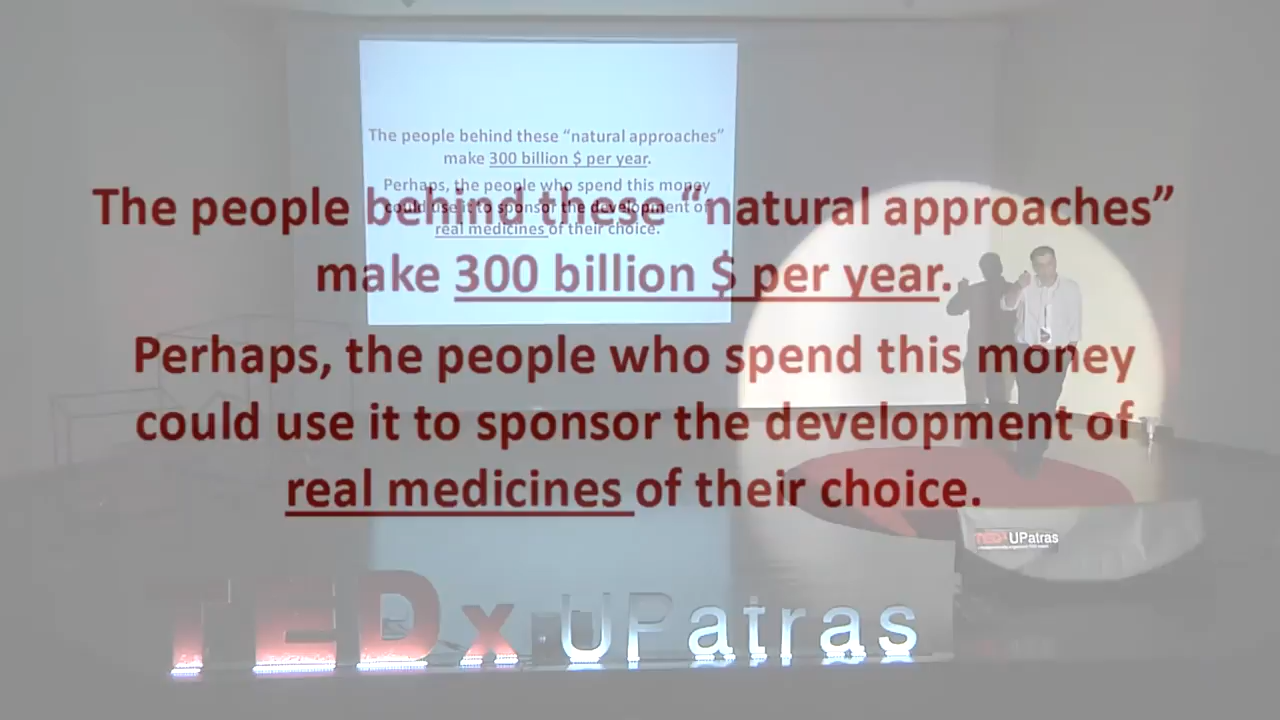 The people behind these “natural approaches”
make 300 billion $ per year.
Perhaps, the people who spend this money
could use it to sponsor the development of
real medicines of their choice.
The people behind these “natural approaches”
make 300 billion $ per year.
Perhaps, the people who spend this money
could use it to sponsor the development of
real medicines of their choice.
TEDx UPatras
TEDx UPatras